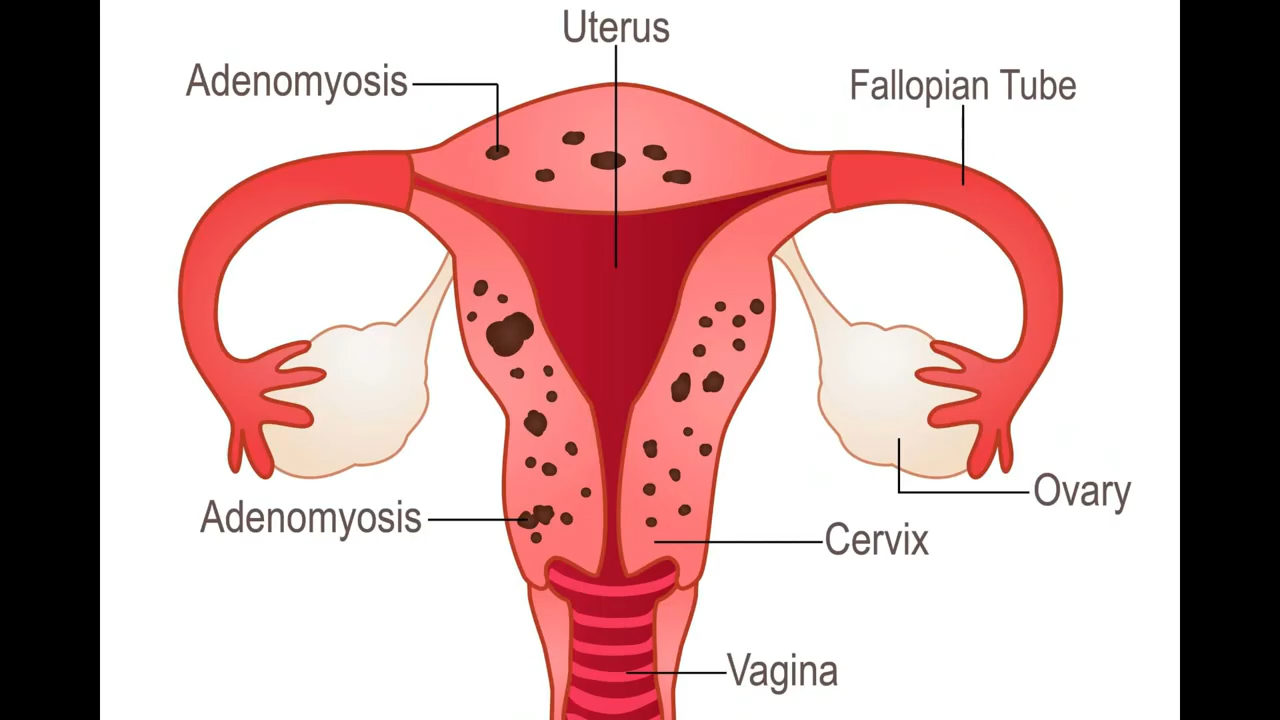 Uterus
Adenomyosis
Fallopian Tube
Ovary
Adenomyosis
Cervix
Vagina